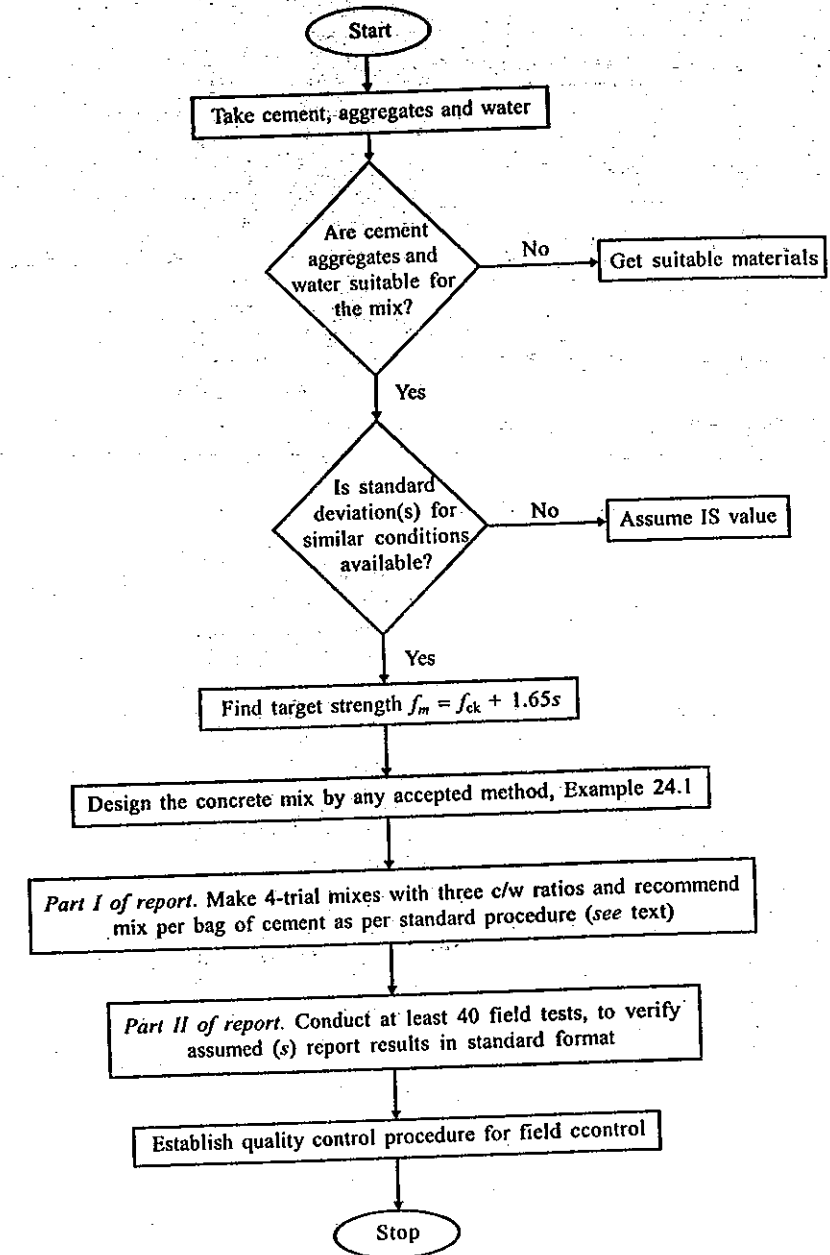 Start
Take cement, aggregates and water
Are cement
aggregates and
water suitable for
the mix?
No
Get suitable materials
Yes
Is standard
deviation(s) for
similar conditions
available?
No
Assume IS value
Yes
Find target strength fm = fck + 1.65s
Design the concrete mix by any accepted method, Example 24.1
Part I of report. Make 4-trial mixes with three c/w ratios and recommend
mix per bag of cement as per standard procedure (see text)
Part II of report. Conduct at least 40 field tests, to verify
assumed (s) report results in standard format
Establish quality control procedure for field ccontrol
Stop